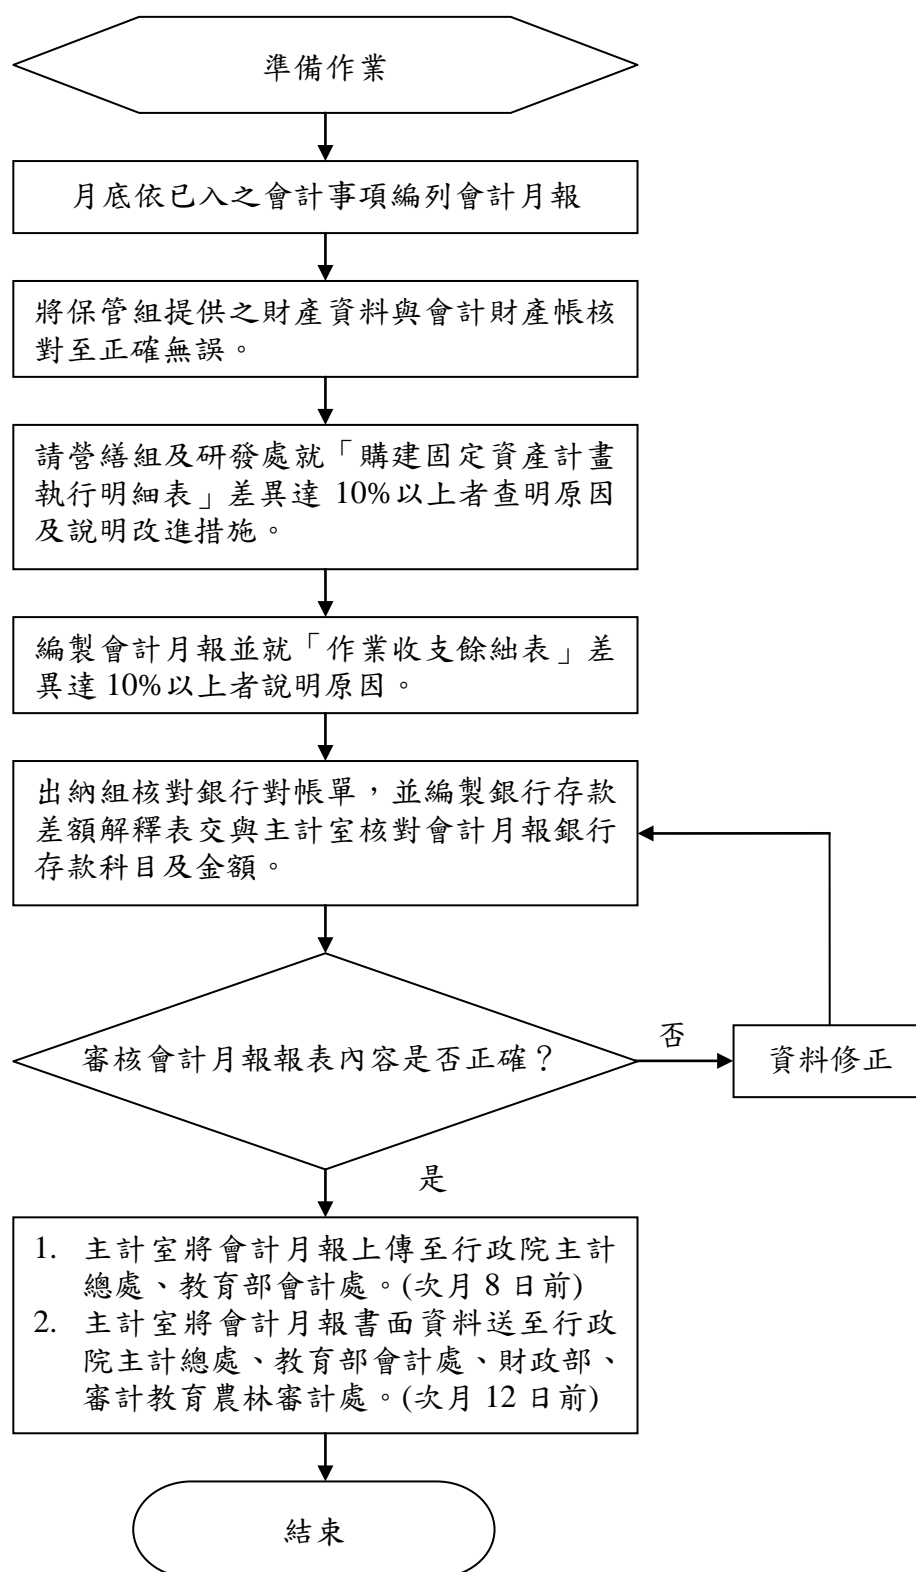 準備作業
月底依已入之會計事項編列會計月報
將保管組提供之財產資料與會計財產帳核
對至正確無誤。
請營繕組及研發處就「購建固定資產計畫
執行明細表」差異達 10%以上者查明原因
及說明改進措施。
編製會計月報並就「作業收支餘絀表」差
異達 10%以上者說明原因。
出納組核對銀行對帳單，並編製銀行存款
差額解釋表交與主計室核對會計月報銀行
存款科目及金額。
審核會計月報報表內容是否正確？
否
資料修正
是
1. 主計室將會計月報上傳至行政院主計
總處、教育部會計處。(次月 8 日前)
2. 主計室將會計月報書面資料送至行政
院主計總處、教育部會計處、財政部、
審計教育農林審計處。(次月 12 日前)
結束